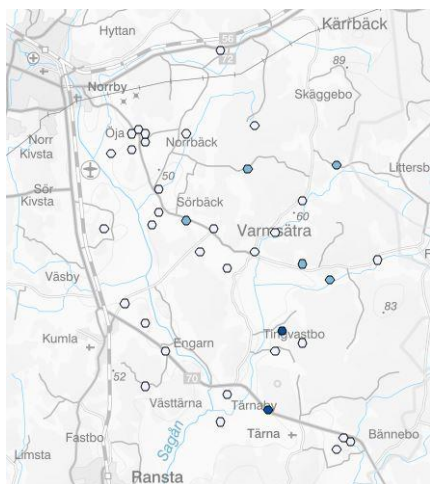 Kärrbäck
Hyttan
56
72
89
Skäggebo
Norrby
Öja
Norrbäck
Norr
Kivsta
Littersb
50
Sör
Kivsta
Sörbäck
60
Varmsätra
R
Väsby
83
Kumla
Tingvastbo
Engarn
52
70
Västtärna
Tärnaby
Sagån
Fastbo
Tärna
Bännebo
Limsta
Ransta